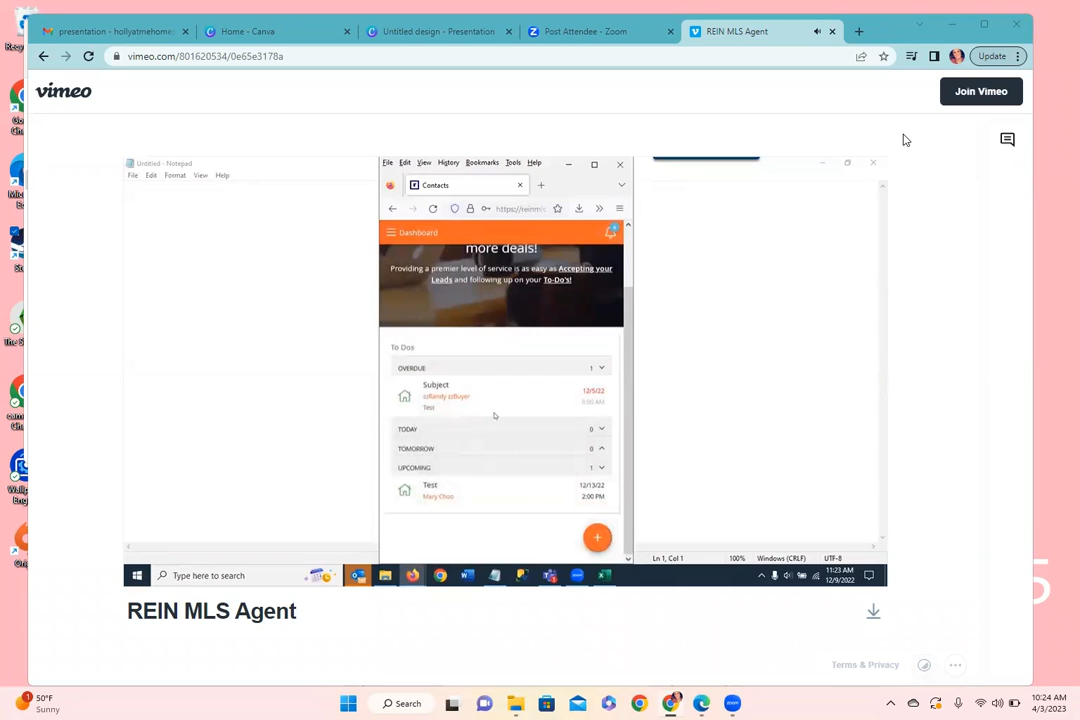 presentation - hollyatmehome
Home - Canva
Untitled design - Presentation
Post Attendee - Zoom
REIN MLS Agent
vimeo.com/801620534/0e65e3178a
Update
vimeo
Join Vimeo
Untitled - Notepad
File Edit Format View Help
File Edit View History Bookmarks Tools Help
Contacts
https://reinml
Dashboard
more deals!
Providing a premier level of service is as easy as Accepting your
Leads and following up on your To-Do's!
To Dos
OVERDUE 1
Subject
zzRandy zzBuyer
Test
12/5/22
8:00 AM
TODAY 0
TOMORROW 0
UPCOMING 1
Test
Mary Choo
12/13/22
2:00 PM
+
Ln 1, Col 1 100% Windows (CRLF) UTF-8
Type here to search
11:23 AM
12/9/2022
REIN MLS Agent
Terms & Privacy
50°F
Sunny
1
Search
10:24 AM
4/3/2023